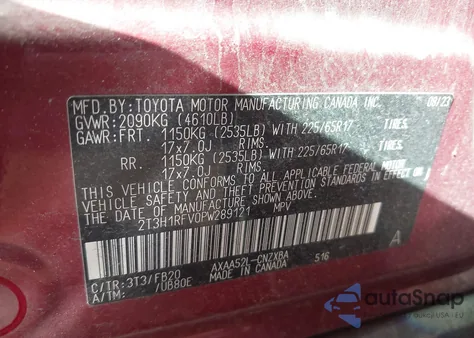 MFD.BY: TOYOTA MOTOR MANUFACTURING CANADA INC. 08/23
GVWR: 2090KG (4610LB)
GAWR: FRT 1150KG (2535LB) WITH 225/65R17 TIRES,
17x7.0J RIMS.
RR. 1150KG (2535LB) WITH 225/65R17 TIRES,
17x7.0J RIMS.
THIS VEHICLE CONFORMS TO ALL APPLICABLE FEDERAL MOTOR
VEHICLE SAFETY AND THEFT PREVENTION STANDARDS IN EFFECT ON
THE DATE OF MANUFACTURE SHOWN ABOVE.
2T3H1RFV0PW289121 MPV
A
AXAA52L-CNZXBA 516
MADE IN CANADA
C/TR: 3T3/FB20
A/TM: /UB80E
autoSnap